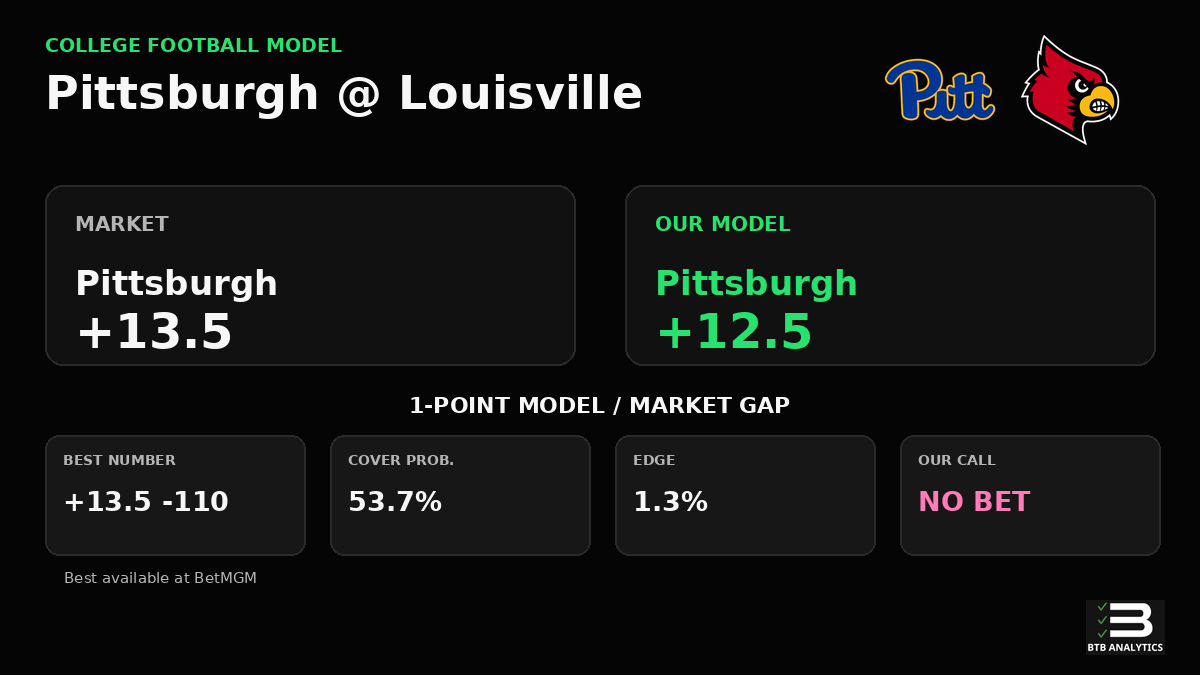 COLLEGE FOOTBALL MODEL
Pittsburgh @ Louisville
Pitt
MARKET
Pittsburgh
+13.5
OUR MODEL
Pittsburgh
+12.5
1-POINT MODEL / MARKET GAP
BEST NUMBER
+13.5 -110
COVER PROB.
53.7%
EDGE
1.3%
OUR CALL
NO BET
Best available at BetMGM
B
BTB ANALYTICS